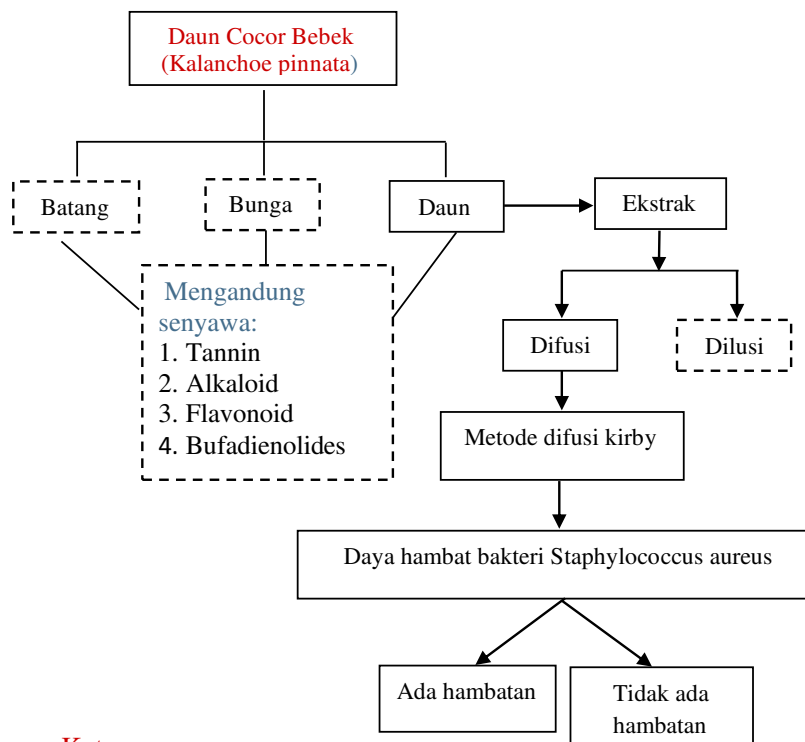 Daun Cocor Bebek
(Kalanchoe pinnata)
Batang
Bunga
Daun
Ekstrak
Mengandung
senyawa:
1. Tannin
2. Alkaloid
3. Flavonoid
4. Bufadienolides
Difusi
Dilusi
Metode difusi kirby
Daya hambat bakteri Staphylococcus aureus
Ada hambatan
Tidak ada
hambatan